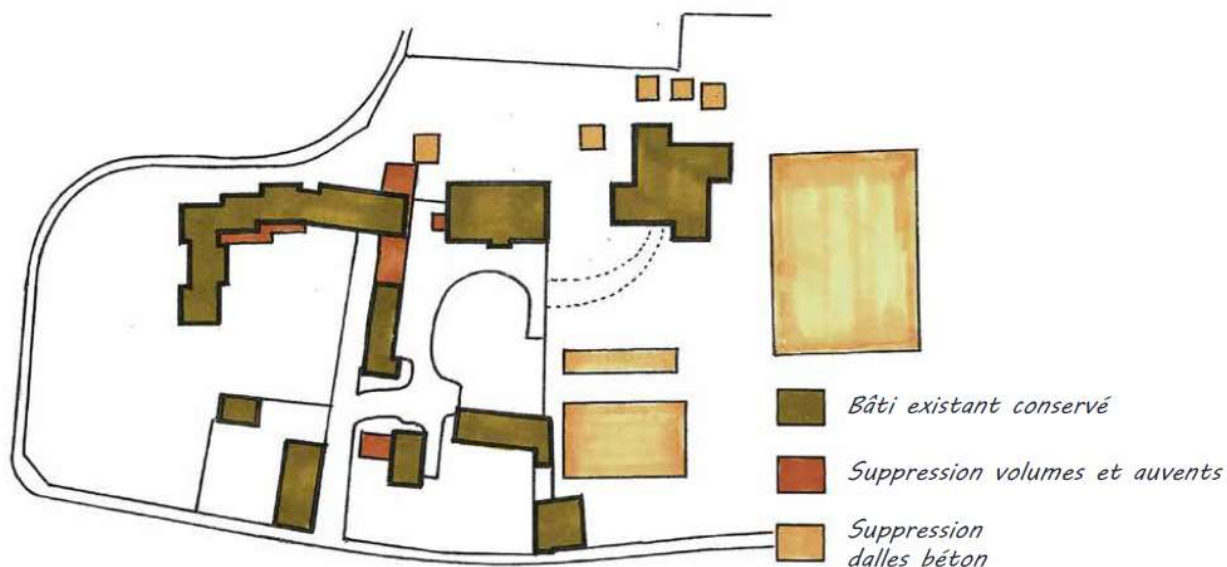 Bâti existant conservé
Suppression volumes et auvents
Suppression
dalles béton